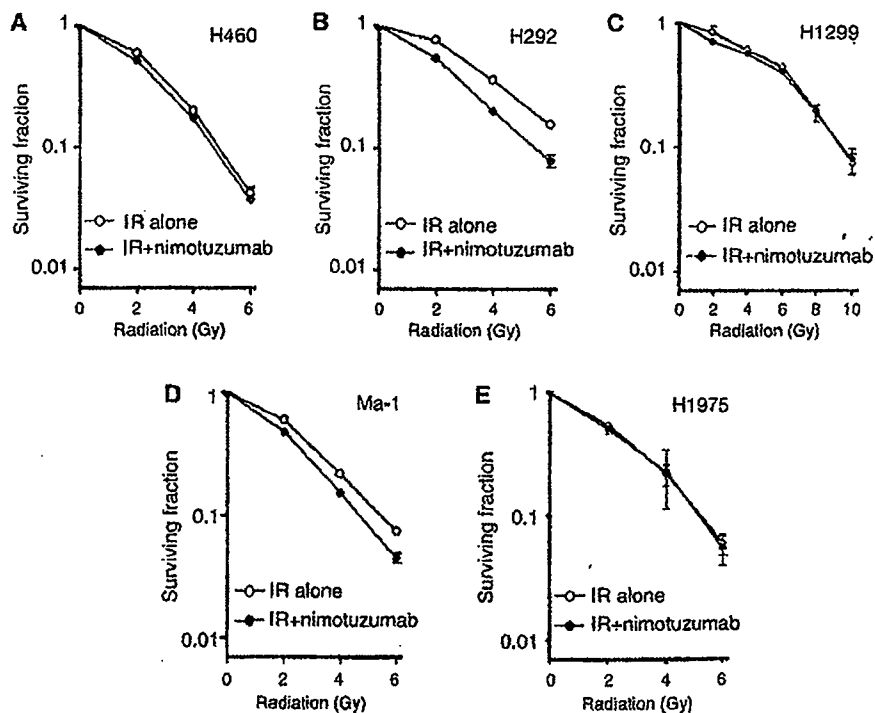 A
H460
Surviving fraction
1
0.1
0.01
IR alone
IR+nimotuzumab
0 2 4 6
Radiation (Gy)
B
H292
Surviving fraction
1
0.1
0.01
IR alone
IR+nimotuzumab
0 2 4 6
Radiation (Gy)
C
H1299
Surviving fraction
1
0.1
0.01
IR alone
IR+nimotuzumab
0 2 4 6 8 10
Radiation (Gy)
D
Ma-1
Surviving fraction
1
0.1
0.01
IR alone
IR+nimotuzumab
0 2 4 6
Radiation (Gy)
E
H1975
Surviving fraction
1
0.1
0.01
IR alone
IR+nimotuzumab
0 2 4 6
Radiation (Gy)